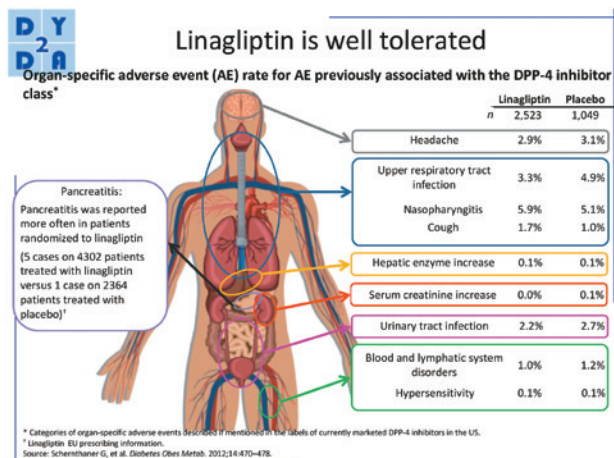 D Y
2
D A
Linagliptin is well tolerated
Organ-specific adverse event (AE) rate for AE previously associated with the DPP-4 inhibitor
class*
Linagliptin Placebo
n 2,523 1,049
Headache 2.9% 3.1%
Upper respiratory tract
infection 3.3% 4.9%
Nasopharyngitis 5.9% 5.1%
Cough 1.7% 1.0%
Hepatic enzyme increase 0.1% 0.1%
Serum creatinine increase 0.0% 0.1%
Urinary tract infection 2.2% 2.7%
Blood and lymphatic system
disorders 1.0% 1.2%
Hypersensitivity 0.1% 0.1%
Pancreatitis:
Pancreatitis was reported
more often in patients
randomized to linagliptin
(5 cases on 4302 patients
treated with linagliptin
versus 1 case on 2364
patients treated with
placebo)†
* Categories of organ-specific adverse events described if mentioned in the labels of currently marketed DPP-4 inhibitors in the US.
† Linagliptin EU prescribing information.
Source: Schernthaner G, et al. Diabetes Obes Metab. 2012;14:470–478.